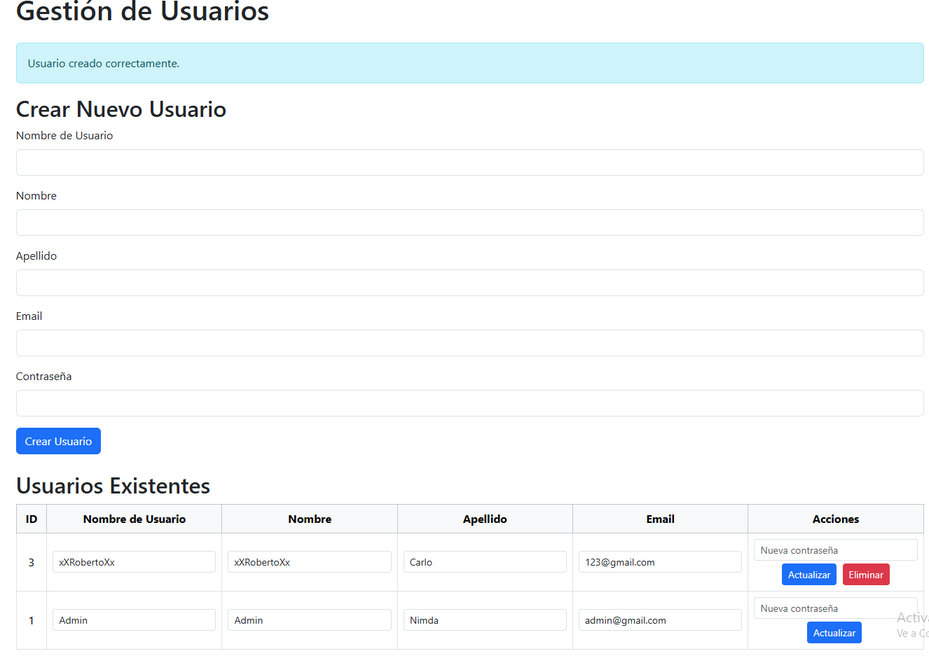 Gestión de Usuarios
Usuario creado correctamente.
Crear Nuevo Usuario
Nombre de Usuario
Nombre
Apellido
Email
Contraseña
Crear Usuario
Usuarios Existentes
ID Nombre de Usuario Nombre Apellido Email Acciones
3 xXRobertoXx xXRobertoXx Carlo 123@gmail.com Nueva contraseña
Actualizar Eliminar
1 Admin Admin Nimda admin@gmail.com Nueva contraseña
Actualizar
Activa
Ve a Co